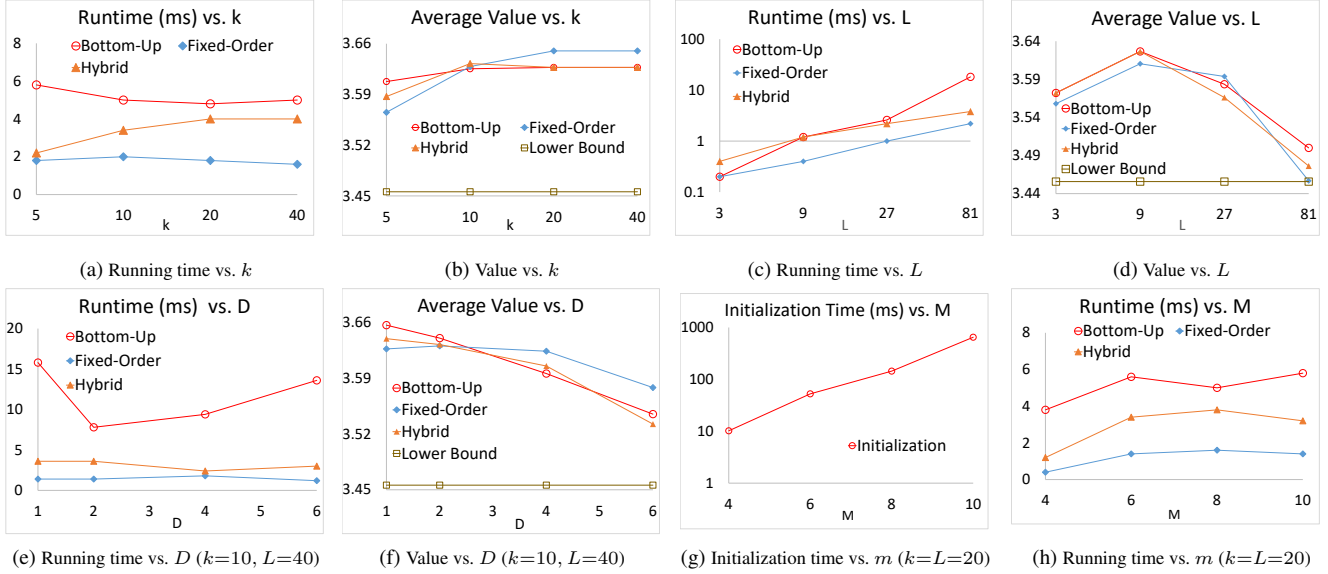 Runtime (ms) vs. k
8
6
4
2
0
5 10 20 40
k
Bottom-Up Fixed-Order
Hybrid
(a) Running time vs. k
Average Value vs. k
3.66
3.59
3.52
3.45
5 10 20 40
k
Bottom-Up Fixed-Order
Hybrid Lower Bound
(b) Value vs. k
Runtime (ms) vs. L
100
10
1
0.1
3 9 27 81
L
Bottom-Up
Fixed-Order
Hybrid
(c) Running time vs. L
Average Value vs. L
3.64
3.59
3.54
3.49
3.44
3 9 27 81
L
Bottom-Up
Fixed-Order
Hybrid
Lower Bound
(d) Value vs. L
Runtime (ms) vs. D
20
15
10
5
0
1 2 4 6
D
Bottom-Up
Fixed-Order
Hybrid
(e) Running time vs. D (k=10, L=40)
Average Value vs. D
3.66
3.59
3.52
3.45
1 2 4 6
D
Bottom-Up
Fixed-Order
Hybrid
Lower Bound
(f) Value vs. D (k=10, L=40)
Initialization Time (ms) vs. M
1000
100
10
1
4 6 8 10
M
Initialization
(g) Initialization time vs. m (k=L=20)
Runtime (ms) vs. M
8
6
4
2
0
4 6 8 10
M
Bottom-Up Fixed-Order
Hybrid
(h) Running time vs. m (k=L=20)